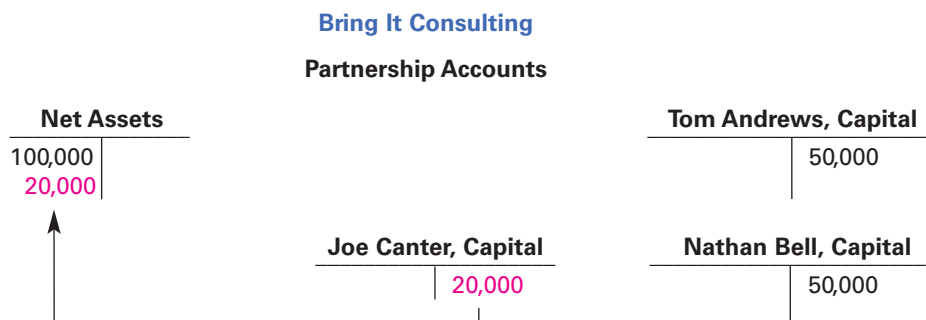 Bring It Consulting
Partnership Accounts
Net Assets
Tom Andrews, Capital
100,000
50,000
20,000
Joe Canter, Capital
Nathan Bell, Capital
20,000
50,000